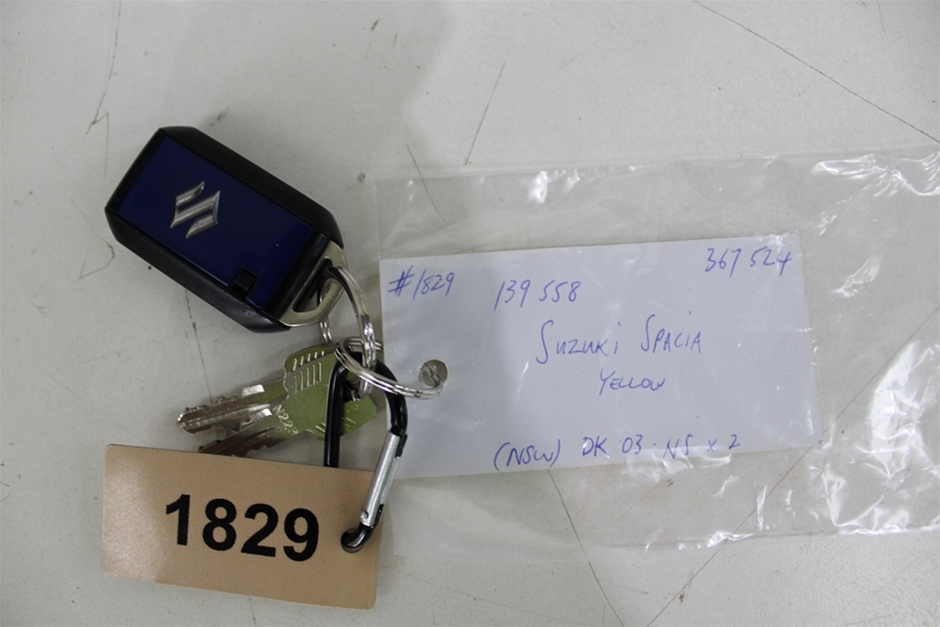 #1829 139 558 367 524
SUZUKI SPACIA
YELLOW
(NSW) DK 03 · NS x 2
1829